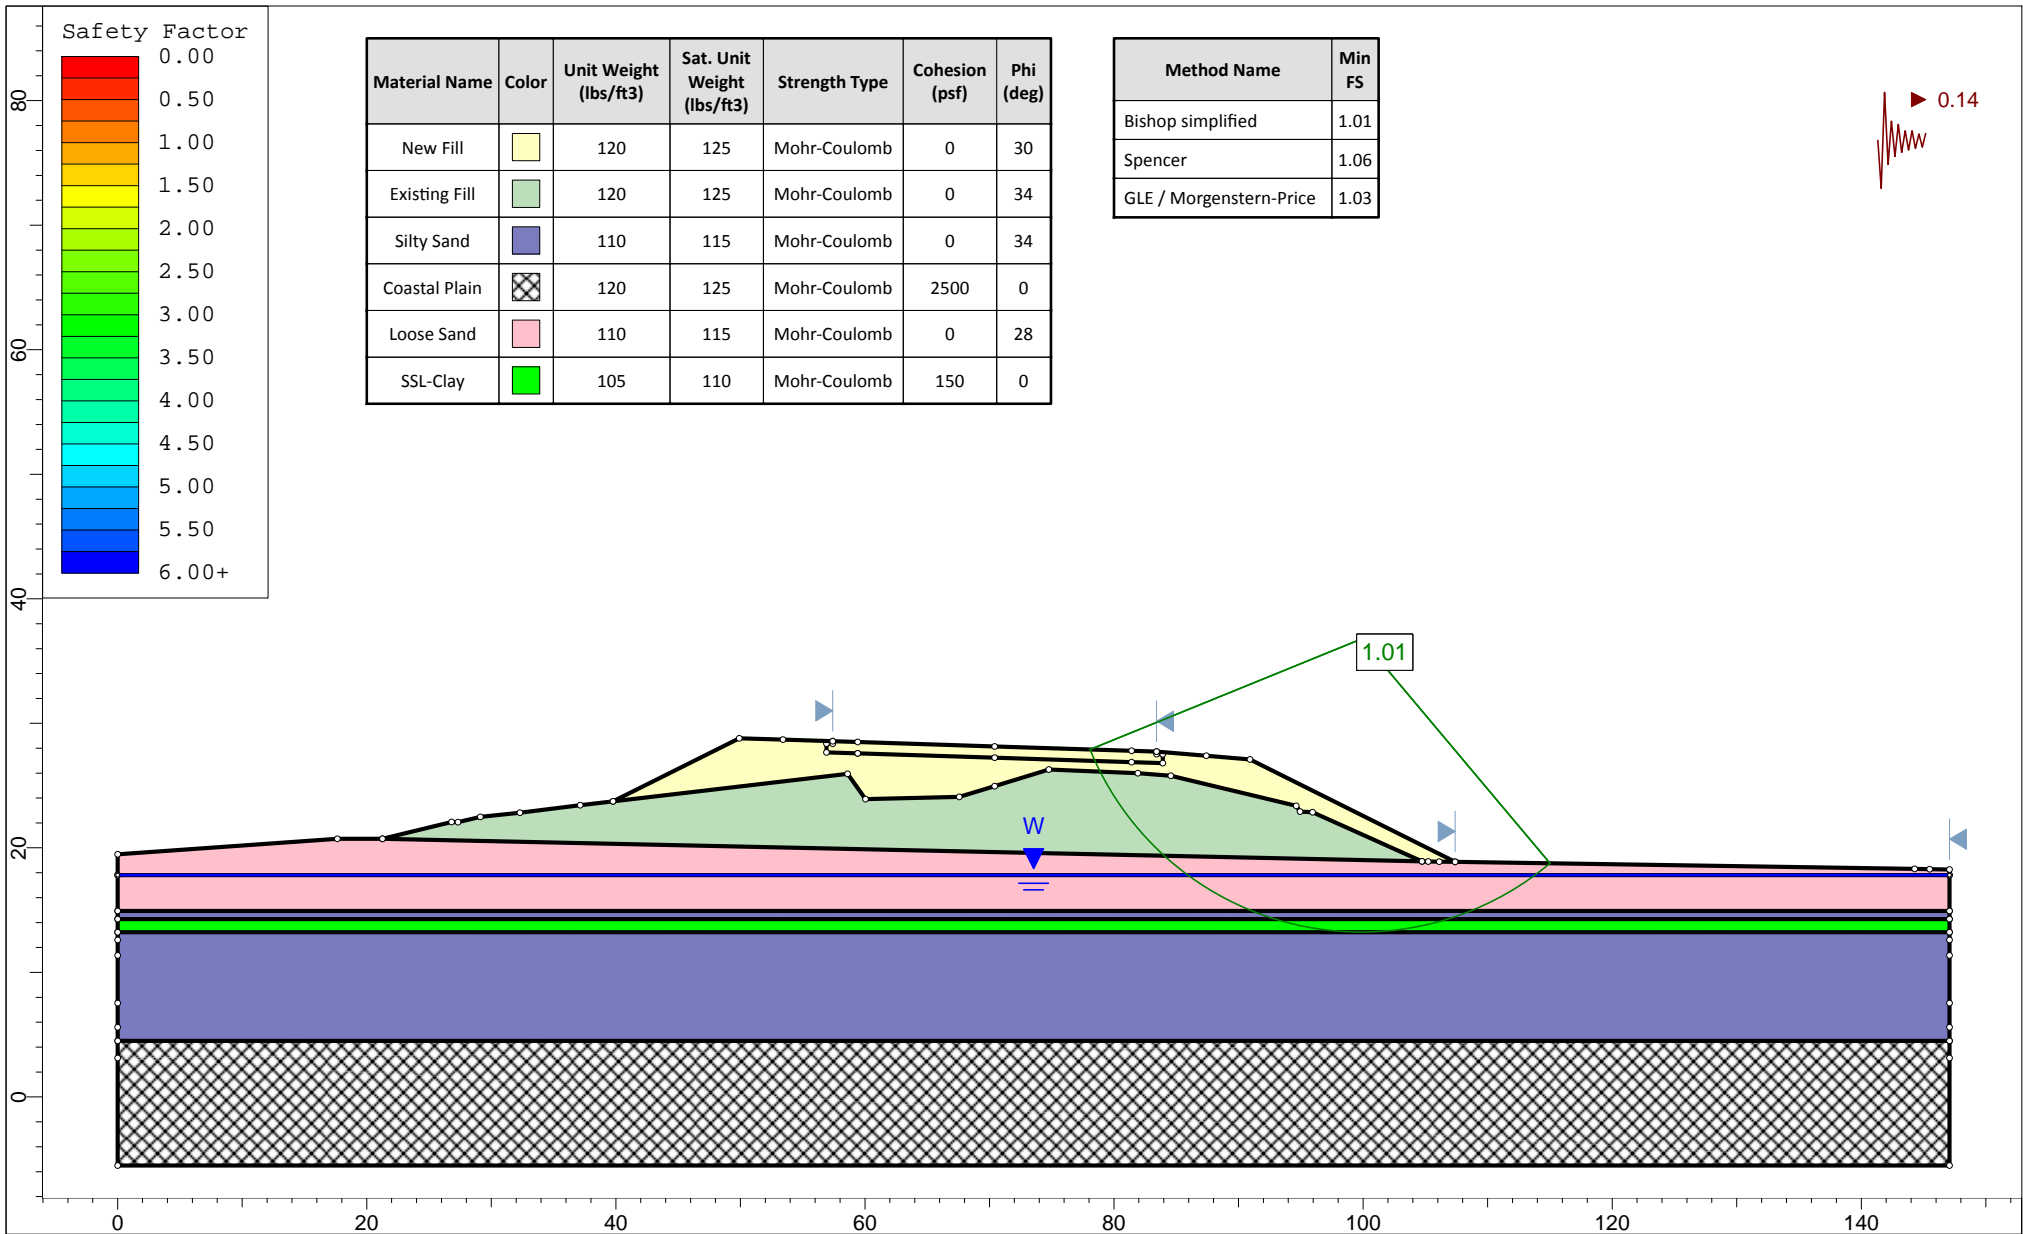 Safety Factor
0.00
0.50
1.00
1.50
2.00
2.50
3.00
3.50
4.00
4.50
5.00
5.50
6.00+
Material Name Color Unit Weight (lbs/ft3) Sat. Unit Weight (lbs/ft3) Strength Type Cohesion (psf) Phi (deg)
New Fill 120 125 Mohr-Coulomb 0 30
Existing Fill 120 125 Mohr-Coulomb 0 34
Silty Sand 110 115 Mohr-Coulomb 0 34
Coastal Plain 120 125 Mohr-Coulomb 2500 0
Loose Sand 110 115 Mohr-Coulomb 0 28
SSL-Clay 105 110 Mohr-Coulomb 150 0
Method Name Min FS
Bishop simplified 1.01
Spencer 1.06
GLE / Morgenstern-Price 1.03
0.14
80
60
40
20
0
1.01
W
0 20 40 60 80 100 120 140